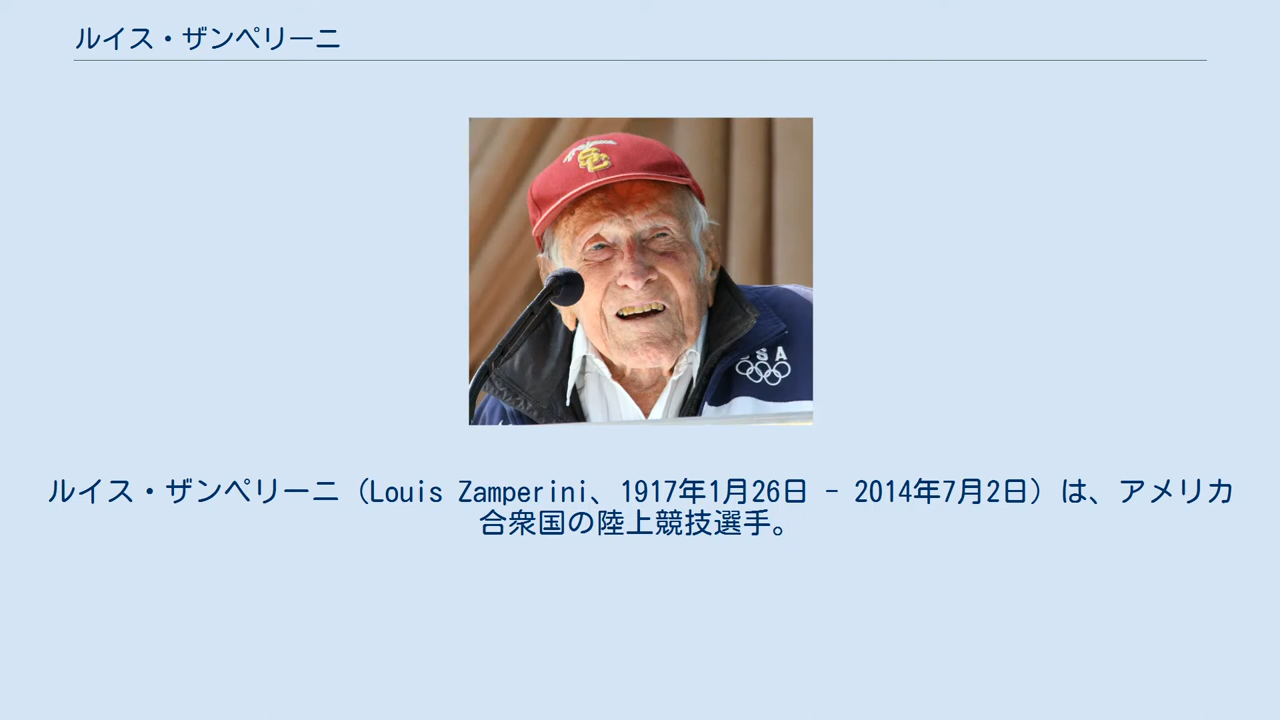 ルイス・ザンペリーニ
SC
USA
ルイス・ザンペリーニ（Louis Zamperini、1917年1月26日 - 2014年7月2日）は、アメリカ
合衆国の陸上競技選手。